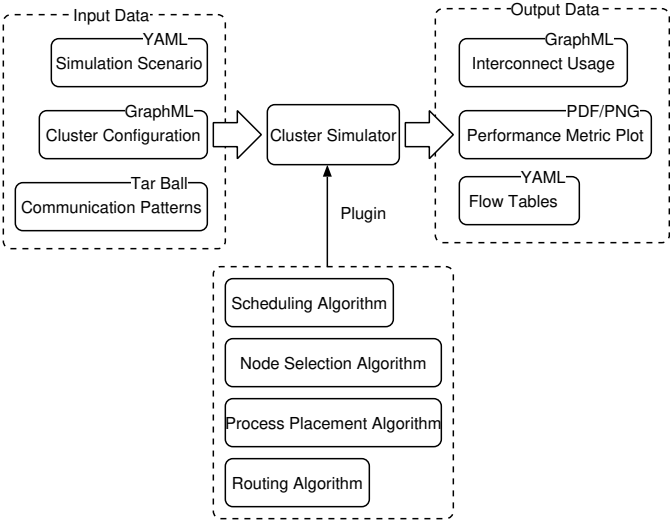 Input Data
YAML
Simulation Scenario
GraphML
Cluster Configuration
Tar Ball
Communication Patterns
Cluster Simulator
Output Data
GraphML
Interconnect Usage
PDF/PNG
Performance Metric Plot
YAML
Flow Tables
Plugin
Scheduling Algorithm
Node Selection Algorithm
Process Placement Algorithm
Routing Algorithm